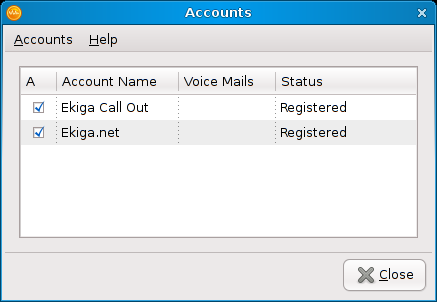 Accounts
Accounts Help
A Account Name Voice Mails Status
Ekiga Call Out Registered
Ekiga.net Registered
Close